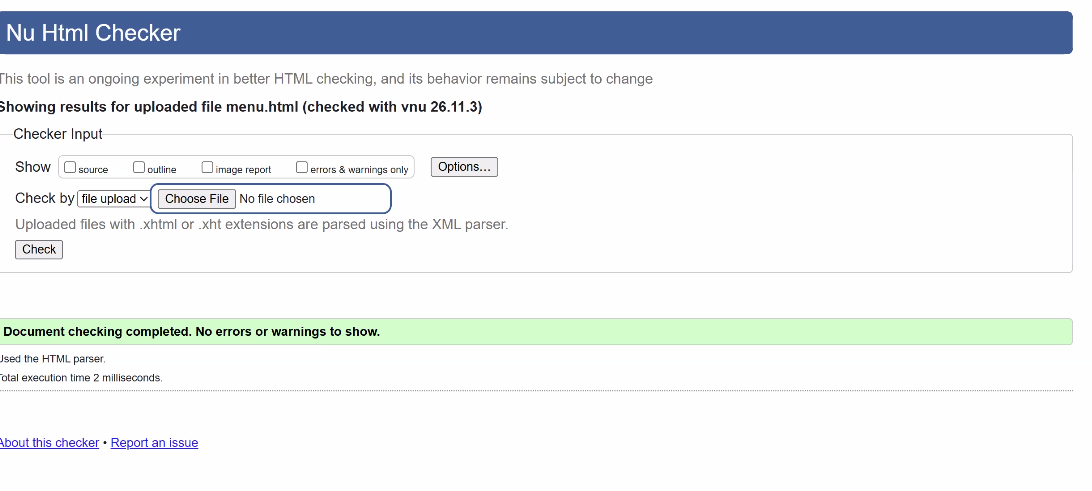 Nu Html Checker
This tool is an ongoing experiment in better HTML checking, and its behavior remains subject to change
Showing results for uploaded file menu.html (checked with vnu 26.11.3)
Checker Input
Show source outline image report errors & warnings only Options...
Check by file upload Choose File No file chosen
Uploaded files with .xhtml or .xht extensions are parsed using the XML parser.
Check
Document checking completed. No errors or warnings to show.
Used the HTML parser.
Total execution time 2 milliseconds.
About this checker • Report an issue